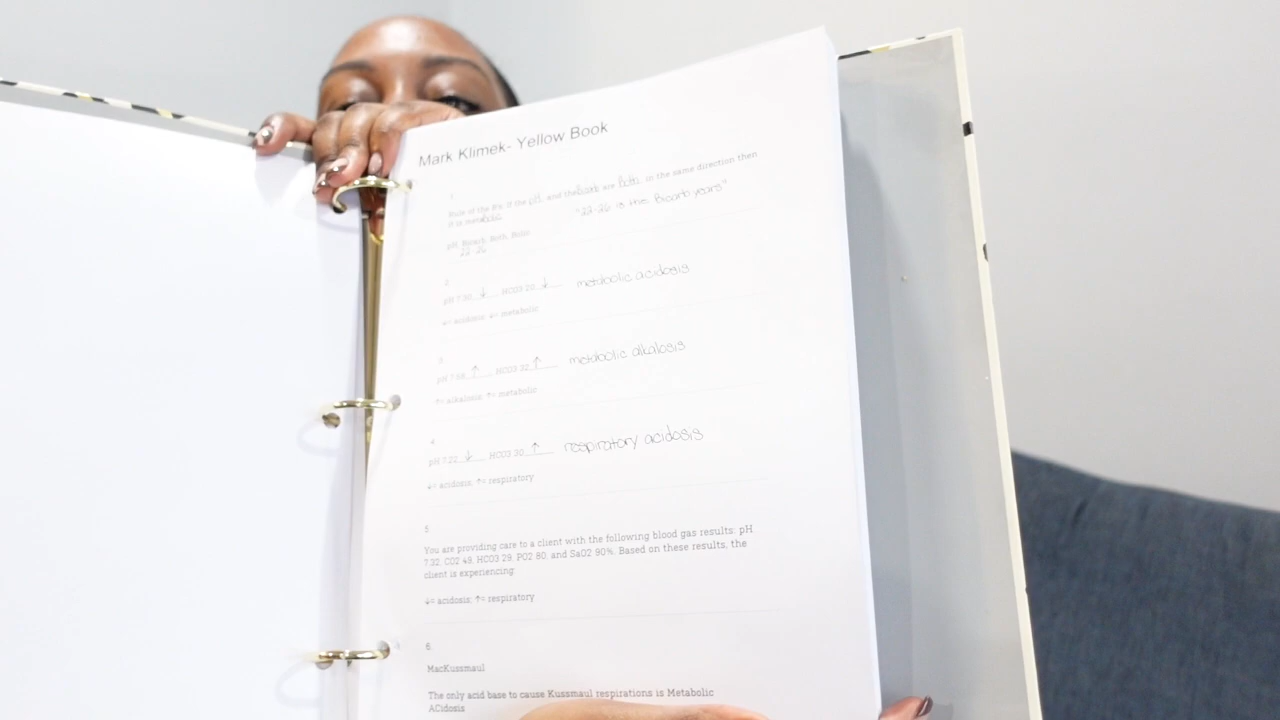 Mark Klimek- Yellow Book
1
Rule of the Bs: If the pH, and the Bicarb are Both in the same direction then
it is metabolic
"22-26 is the Bicarb years"
pH, Bicarb, Both, Bolic
22-26
2
pH 7.30 ↓ HCO3 20 ↓ metabolic acidosis
↓= acidosis; ↓= metabolic
3
pH 7.58 ↑ HCO3 32 ↑ metabolic alkalosis
↑= alkalosis; ↑= metabolic
4
pH 7.22 ↓ HCO3 30 ↑ respiratory acidosis
↓= acidosis; ↑= respiratory
5
You are providing care to a client with the following blood gas results: pH
7.32, CO2 49, HCO3 29, PO2 80, and SaO2 90%. Based on these results, the
client is experiencing:
↓= acidosis; ↑= respiratory
6
MacKussmaul
The only acid base to cause Kussmaul respirations is Metabolic
ACidosis